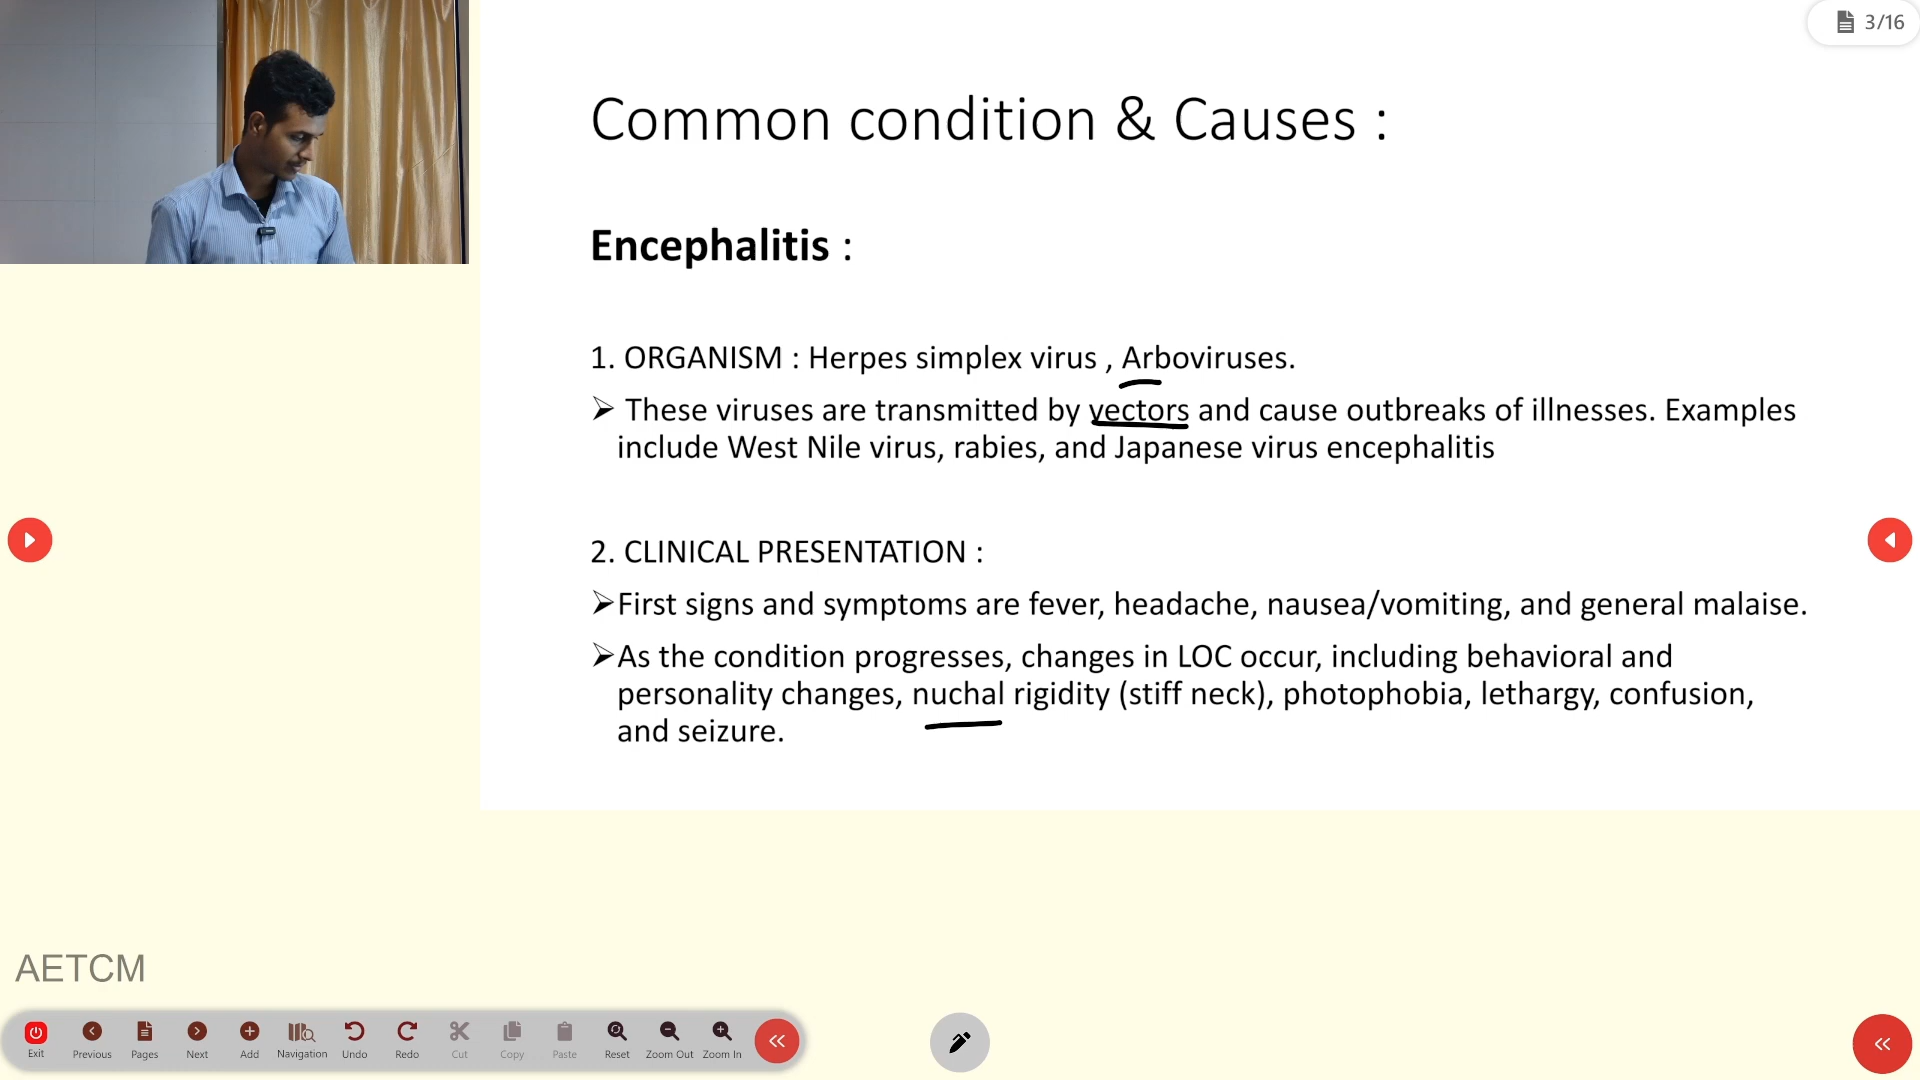 3/16
Common condition & Causes :
Encephalitis :
1. ORGANISM : Herpes simplex virus , Arboviruses.
➢ These viruses are transmitted by vectors and cause outbreaks of illnesses. Examples
include West Nile virus, rabies, and Japanese virus encephalitis
2. CLINICAL PRESENTATION :
➢First signs and symptoms are fever, headache, nausea/vomiting, and general malaise.
➢As the condition progresses, changes in LOC occur, including behavioral and
personality changes, nuchal rigidity (stiff neck), photophobia, lethargy, confusion,
and seizure.
AETCM
Exit Previous Pages Next Add Navigation Undo Redo Cut Copy Paste Reset Zoom Out Zoom In